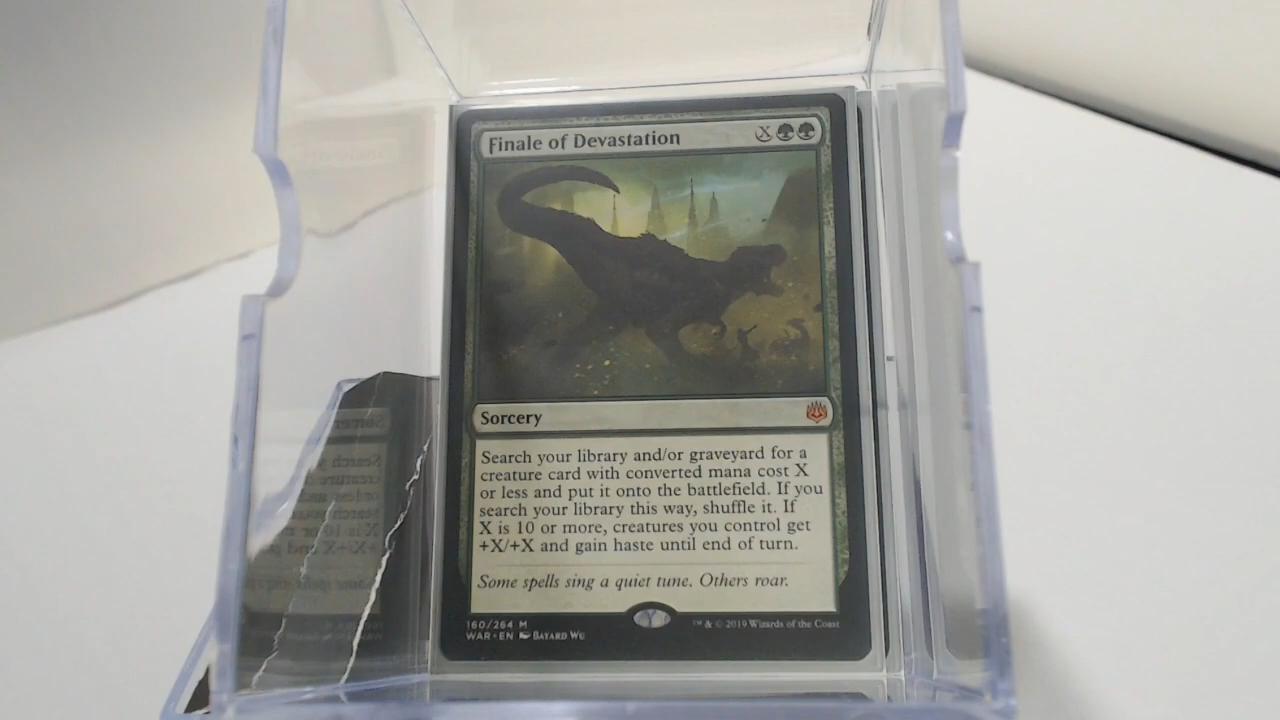 Finale of Devastation X
Sorcery
Search your library and/or graveyard for a
creature card with converted mana cost X
or less and put it onto the battlefield. If you
search your library this way, shuffle it. If
X is 10 or more, creatures you control get
+X/+X and gain haste until end of turn.
Some spells sing a quiet tune. Others roar.
160/264 M
WAR • EN Bayard Wu
™ & © 2019 Wizards of the Coast